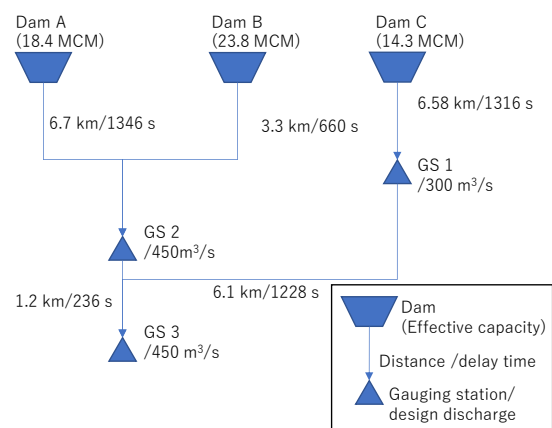 Dam A
(18.4 MCM)
Dam B
(23.8 MCM)
Dam C
(14.3 MCM)
6.7 km/1346 s
3.3 km/660 s
6.58 km/1316 s
GS 1
/300 m³/s
GS 2
/450m³/s
1.2 km/236 s
6.1 km/1228 s
GS 3
/450 m³/s
Dam
(Effective capacity)
Distance /delay time
Gauging station/
design discharge